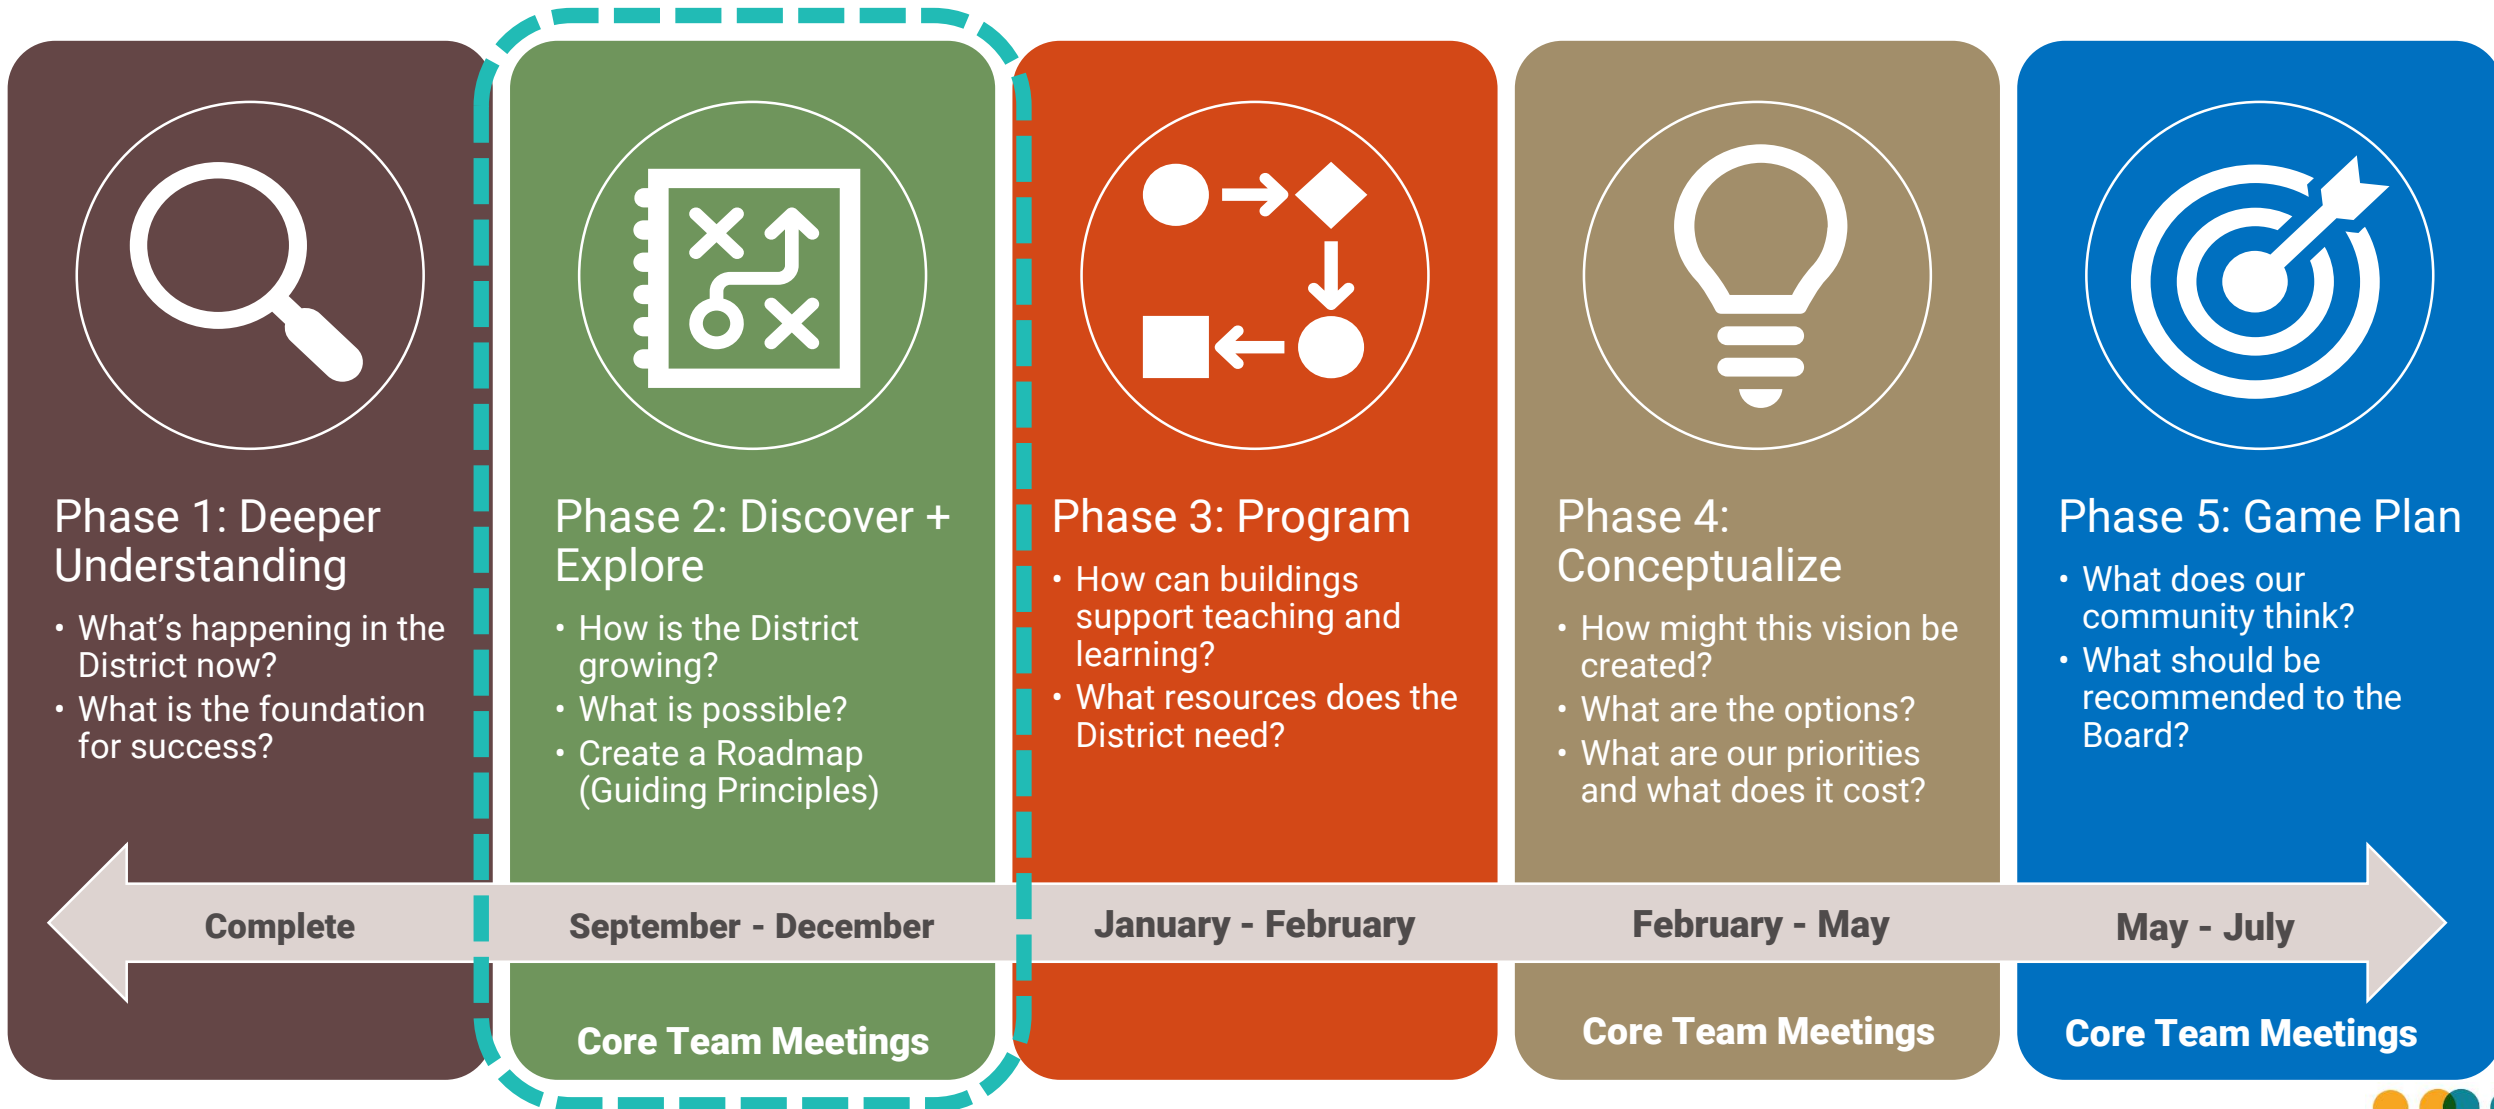 Phase 1: Deeper
Understanding
• What’s happening in the
District now?
• What is the foundation
for success?
Complete
Phase 2: Discover +
Explore
• How is the District
growing?
• What is possible?
• Create a Roadmap
(Guiding Principles)
September - December
Core Team Meetings
Phase 3: Program
• How can buildings
support teaching and
learning?
• What resources does the
District need?
January - February
Phase 4:
Conceptualize
• How might this vision be
created?
• What are the options?
• What are our priorities
and what does it cost?
February - May
Core Team Meetings
Phase 5: Game Plan
• What does our
community think?
• What should be
recommended to the
Board?
May - July
Core Team Meetings